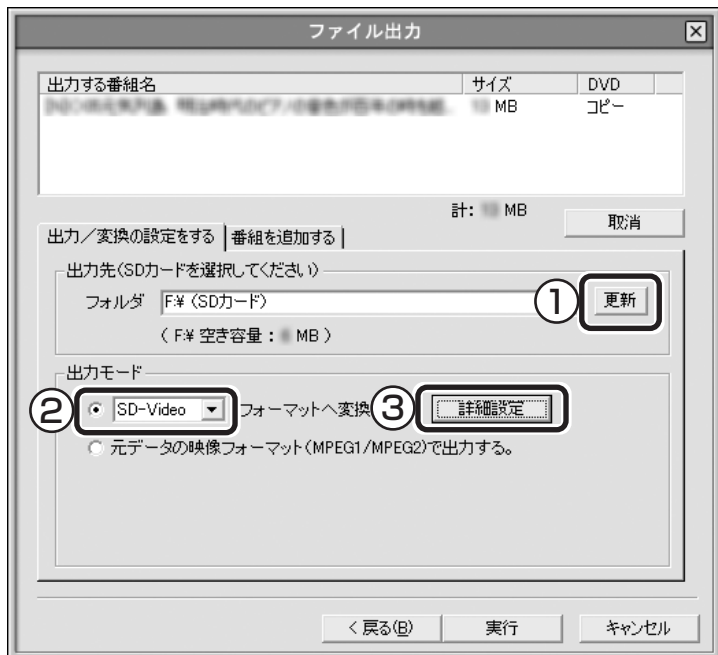 ファイル出力
出力する番組名 サイズ DVD
MB コピー
計: MB
取消
出力／変換の設定をする 番組を追加する
出力先(SDカードを選択してください)
フォルダ F:¥ (SDカード) ① 更新
( F:¥ 空き容量： MB )
出力モード
② SD-Video フォーマットへ変換 ③ 詳細設定
元データの映像フォーマット(MPEG1/MPEG2)で出力する。
< 戻る(B) 実行 キャンセル